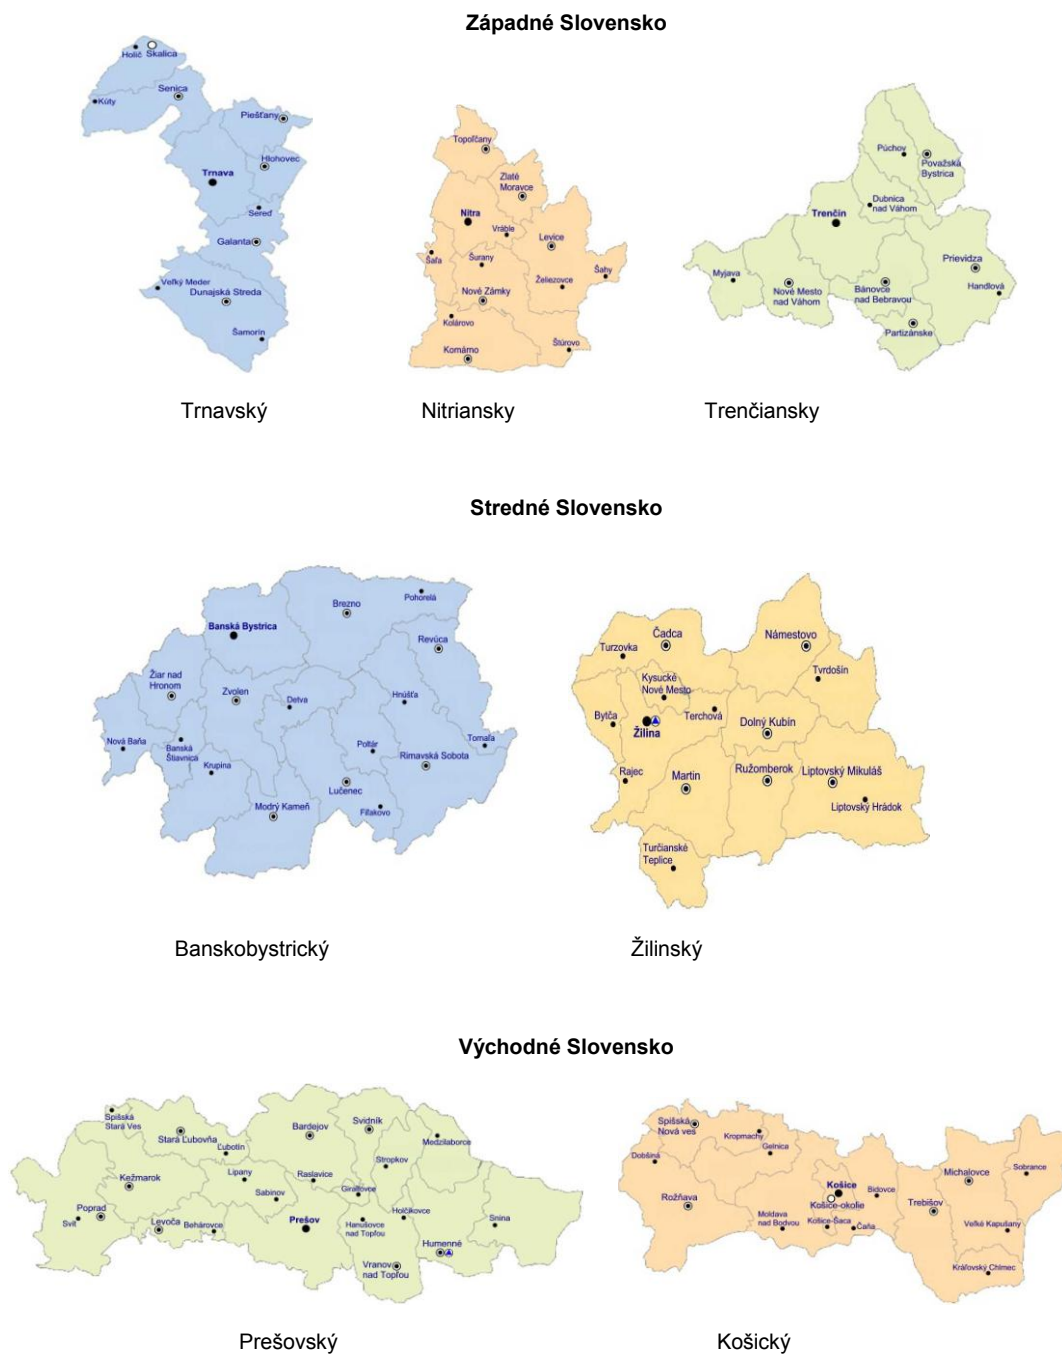 Západné Slovensko
Holíč
Skalica
Kúty
Senica
Piešťany
Hlohovec
Trnava
Sereď
Galanta
Veľký Meder
Dunajská Streda
Šamorín
Topoľčany
Zlaté
Moravce
Nitra
Vráble
Levice
Šaľa
Šurany
Šahy
Želiezovce
Nové Zámky
Kolárovo
Komárno
Štúrovo
Púchov
Považská
Bystrica
Dubnica
nad Váhom
Trenčín
Prievidza
Myjava
Nové Mesto
nad Váhom
Bánovce
nad Bebravou
Handlová
Partizánske
Trnavský
Nitriansky
Trenčiansky
Stredné Slovensko
Brezno
Pohorelá
Banská Bystrica
Revúca
Žiar nad
Hronom
Zvolen
Detva
Hnúšťa
Nová Baňa
Banská
Štiavnica
Krupina
Poltár
Tornaľa
Rimavská Sobota
Lučenec
Modrý Kameň
Fiľakovo
Čadca
Turzovka
Námestovo
Tvrdošín
Kysucké
Nové Mesto
Bytča
Žilina
Terchová
Dolný Kubín
Rajec
Martin
Ružomberok
Liptovský Mikuláš
Liptovský Hrádok
Turčianské
Teplice
Banskobystrický
Žilinský
Východné Slovensko
Spišská
Stará Ves
Stará Ľubovňa
Ľubotín
Bardejov
Svidník
Medzilaborce
Kežmarok
Lipany
Raslavice
Stropkov
Sabinov
Giraltovce
Poprad
Svit
Levoča
Behárovce
Prešov
Hanušovce
nad Topľou
Holčíkovce
Snina
Humenné
Vranov
nad Topľou
Spišská
Nová ves
Kropmachy
Gelnica
Dobšiná
Rožňava
Košice
Košice-okolie
Bidovce
Michalovce
Sobrance
Trebišov
Moldava
nad Bodvou
Košice-Šaca
Čaňa
Veľké Kapušany
Kráľovský Chlmec
Prešovský
Košický